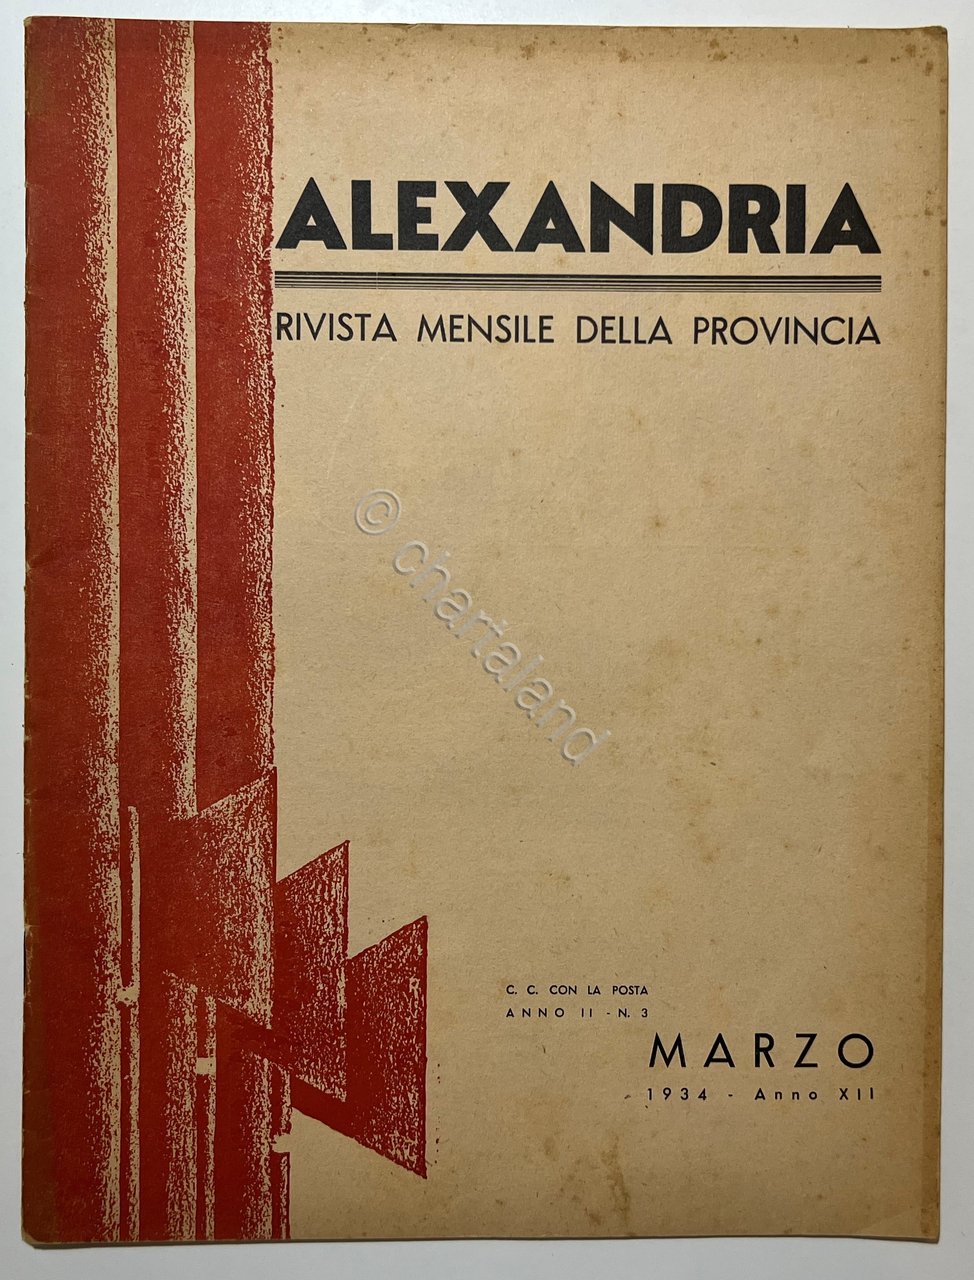 ALEXANDRIA
RIVISTA MENSILE DELLA PROVINCIA
© chartaland
C. C. CON LA POSTA
ANNO II - N. 3
MARZO
1934 - Anno XII